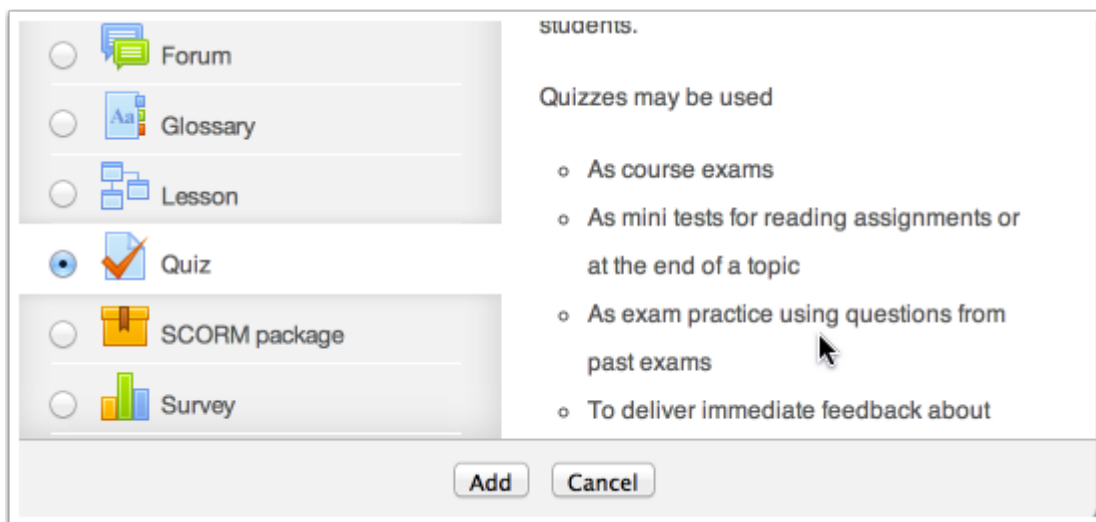 Forum
Glossary
Lesson
Quiz
SCORM package
Survey
students.
Quizzes may be used
As course exams
As mini tests for reading assignments or
at the end of a topic
As exam practice using questions from
past exams
To deliver immediate feedback about
Add
Cancel